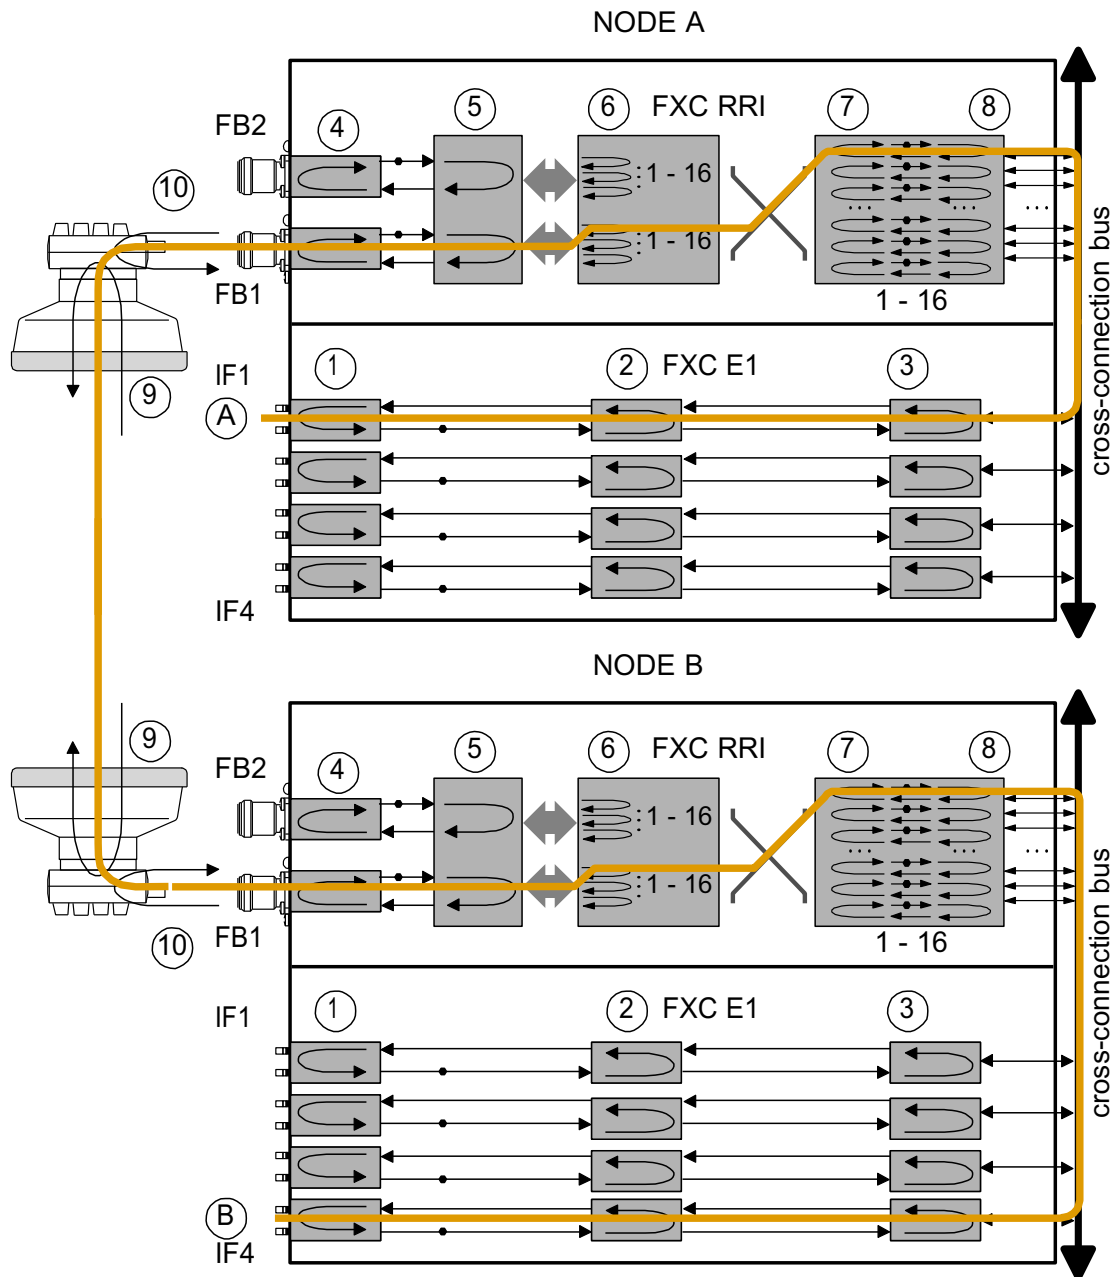 NODE A
4 5 6 FXC RRI 7 8
FB2
10
1 - 16
1 - 16
FB1
1 - 16
cross-connection bus
9
IF1
1 2 FXC E1 3
A
IF4
NODE B
9
4 5 6 FXC RRI 7 8
FB2
1 - 16
1 - 16
FB1
10
1 - 16
cross-connection bus
IF1
1 2 FXC E1 3
B
IF4